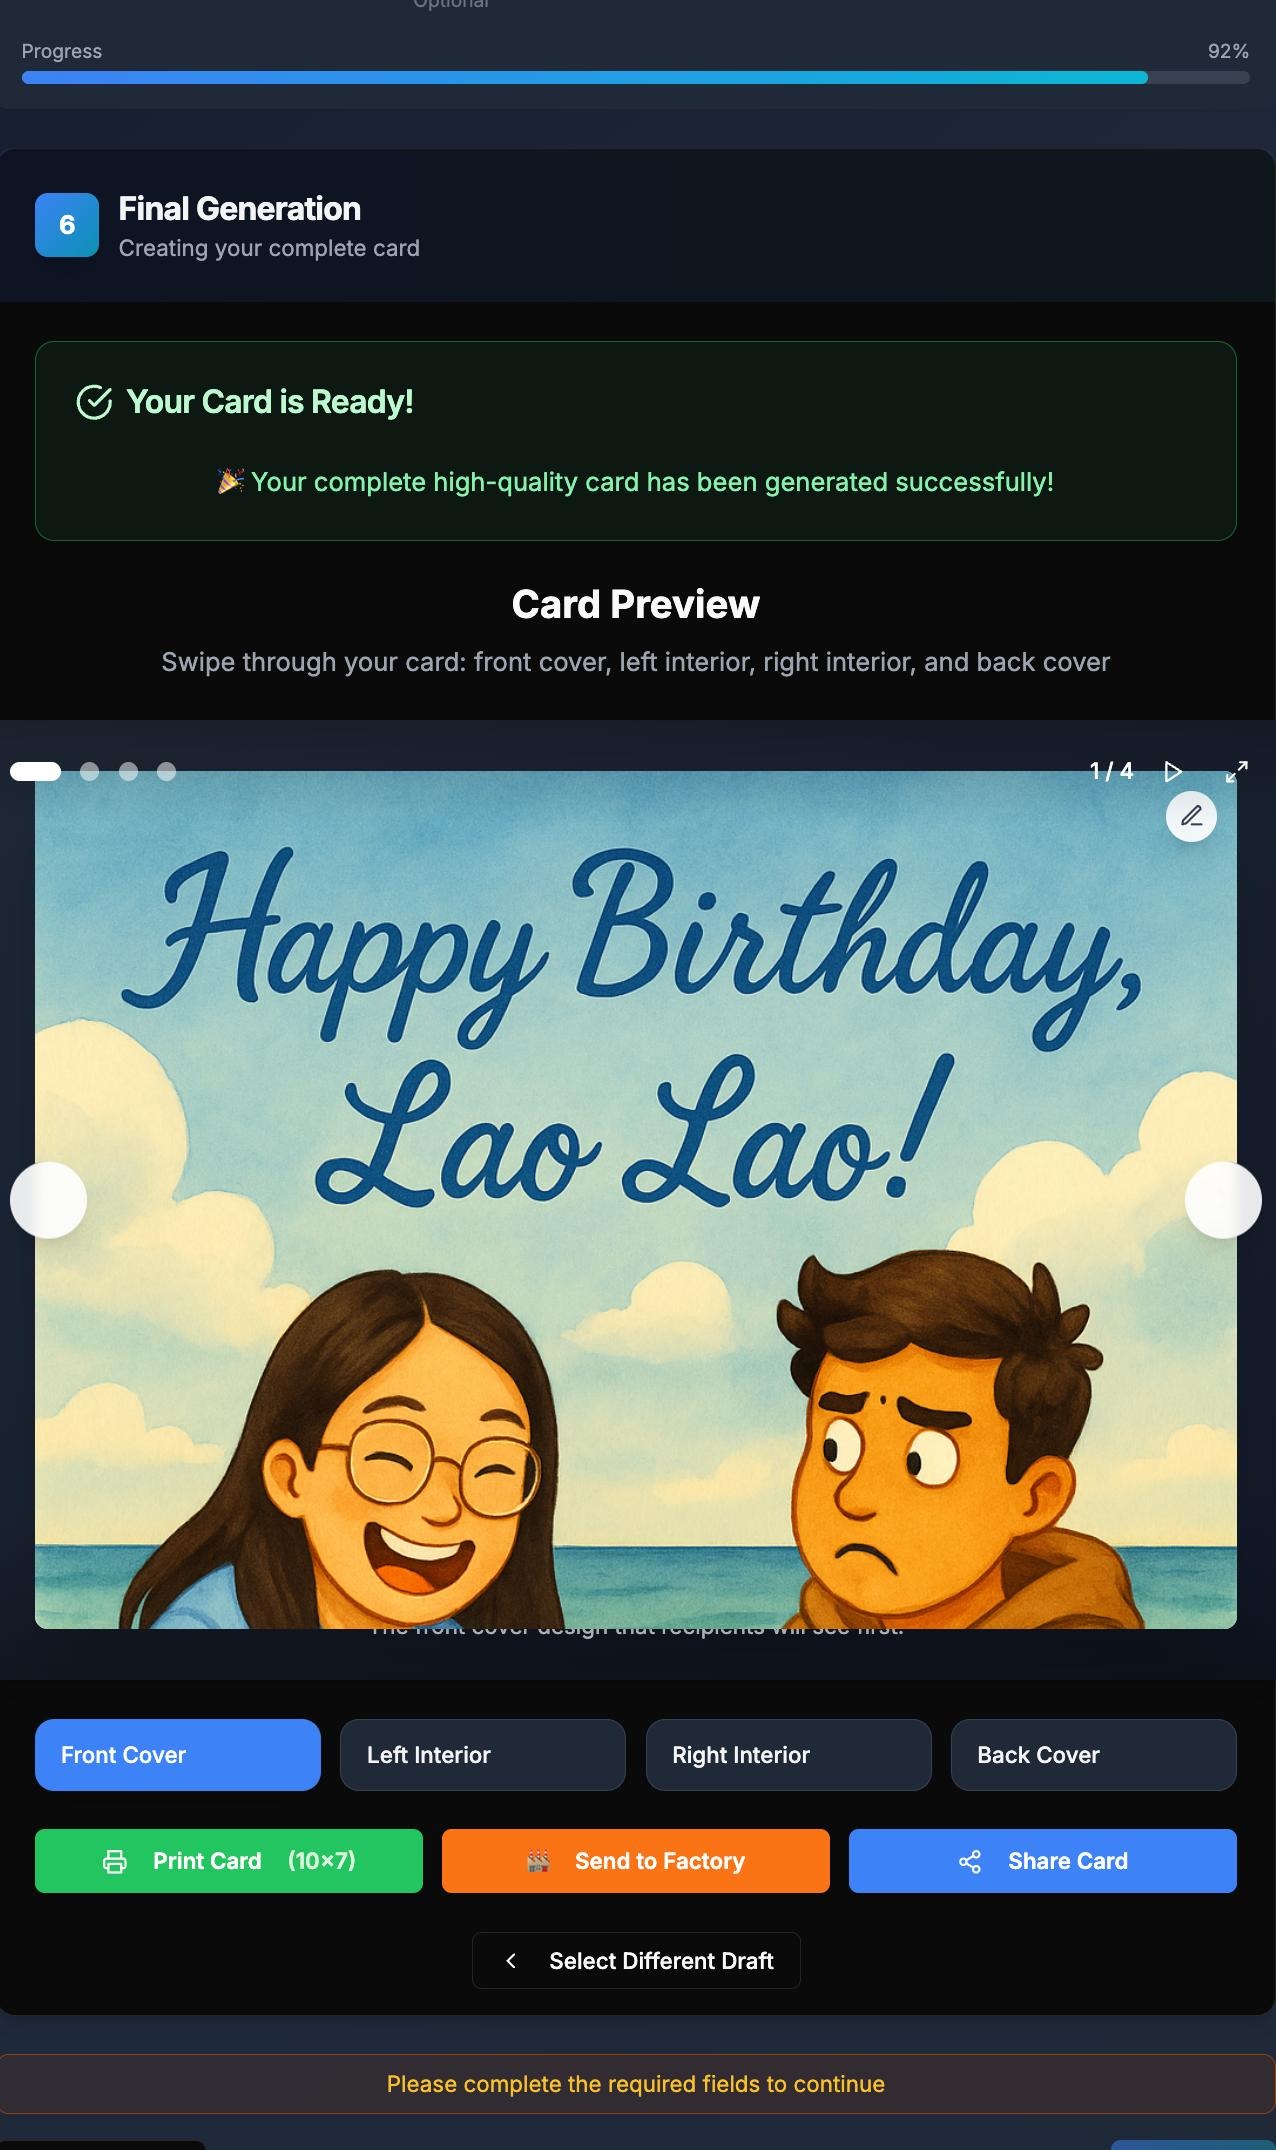 Optional
Progress
92%
6
Final Generation
Creating your complete card
Your Card is Ready!
🎉 Your complete high-quality card has been generated successfully!
Card Preview
Swipe through your card: front cover, left interior, right interior, and back cover
1 / 4
Happy Birthday,
Lao Lao!
The front cover design that recipients will see first.
Front Cover
Left Interior
Right Interior
Back Cover
Print Card (10×7)
Send to Factory
Share Card
Select Different Draft
Please complete the required fields to continue